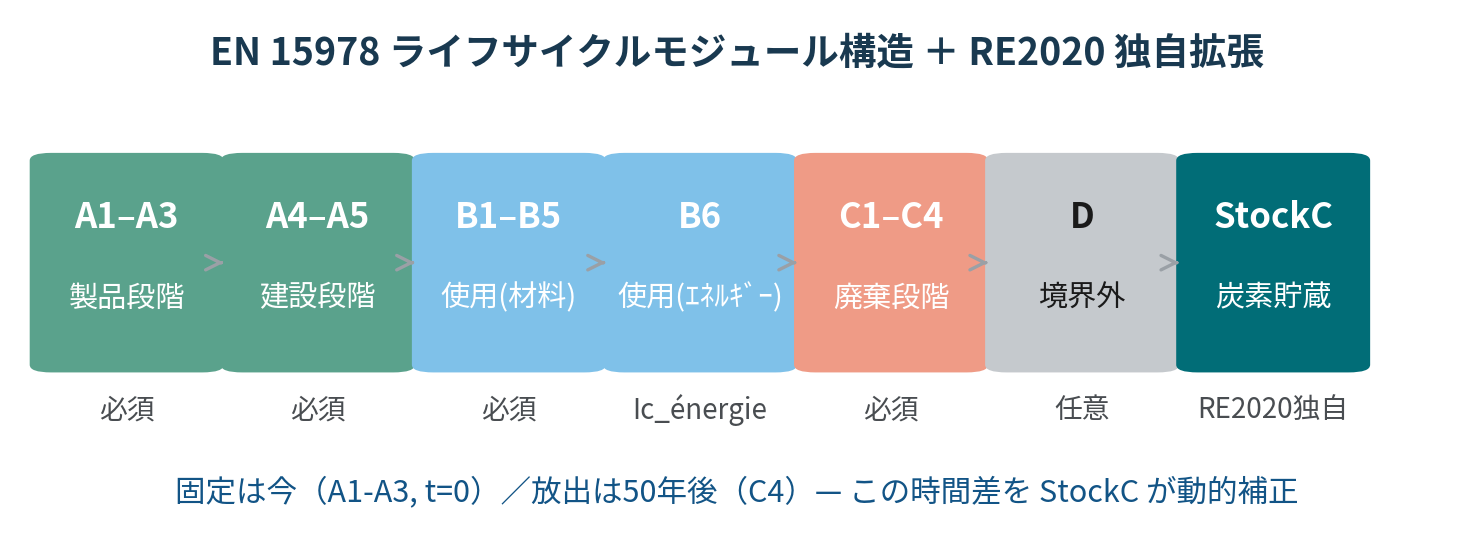 EN 15978 ライフサイクルモジュール構造 ＋ RE2020 独自拡張
A1–A3
製品段階
必須
>
A4–A5
建設段階
必須
>
B1–B5
使用(材料)
必須
>
B6
使用(ｴﾈﾙｷﾞｰ)
Ic_énergie
>
C1–C4
廃棄段階
必須
>
D
境界外
任意
>
StockC
炭素貯蔵
RE2020独自
固定は今（A1-A3, t=0）／放出は50年後（C4）— この時間差を StockC が動的補正